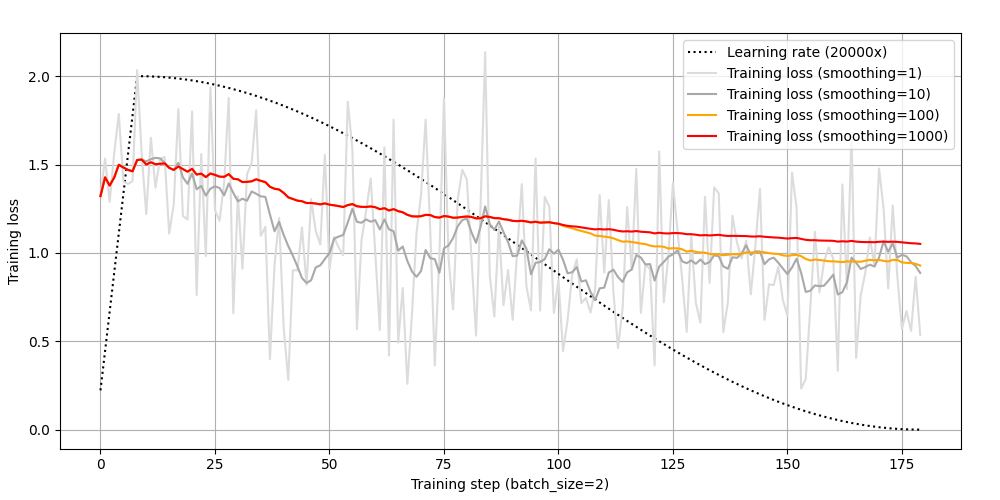 Learning rate (20000x)
Training loss (smoothing=1)
Training loss (smoothing=10)
Training loss (smoothing=100)
Training loss (smoothing=1000)
Training loss
2.0
1.5
1.0
0.5
0.0
0 25 50 75 100 125 150 175
Training step (batch_size=2)